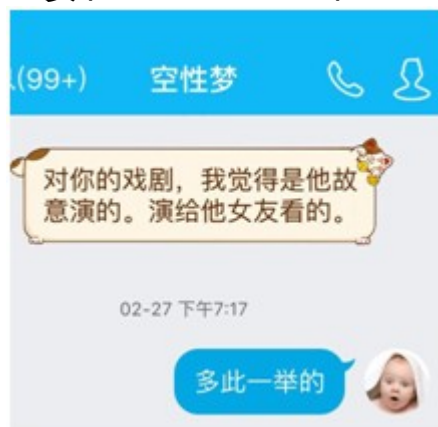 (99+) 空性梦
对你的戏剧，我觉得是他故
意演的。演给他女友看的。
02-27 下午7:17
多此一举的